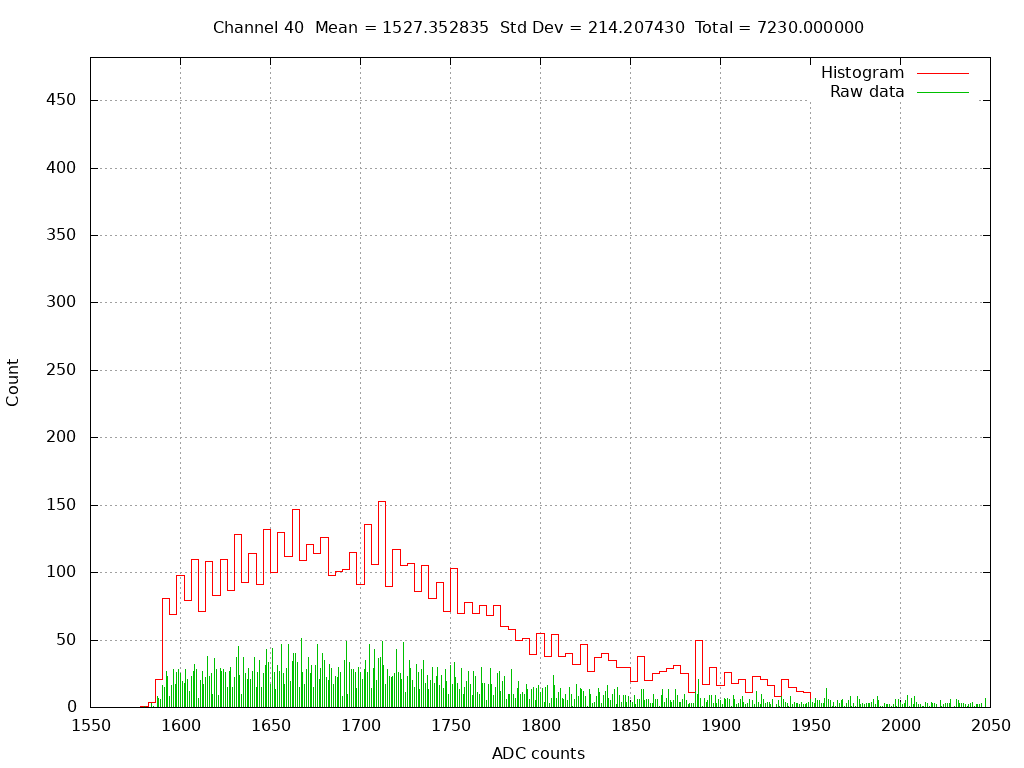 Channel 40  Mean = 1527.352835  Std Dev = 214.207430  Total = 7230.000000
Histogram
Raw data
450
400
350
300
250
200
150
100
50
0
Count
1550 1600 1650 1700 1750 1800 1850 1900 1950 2000 2050
ADC counts